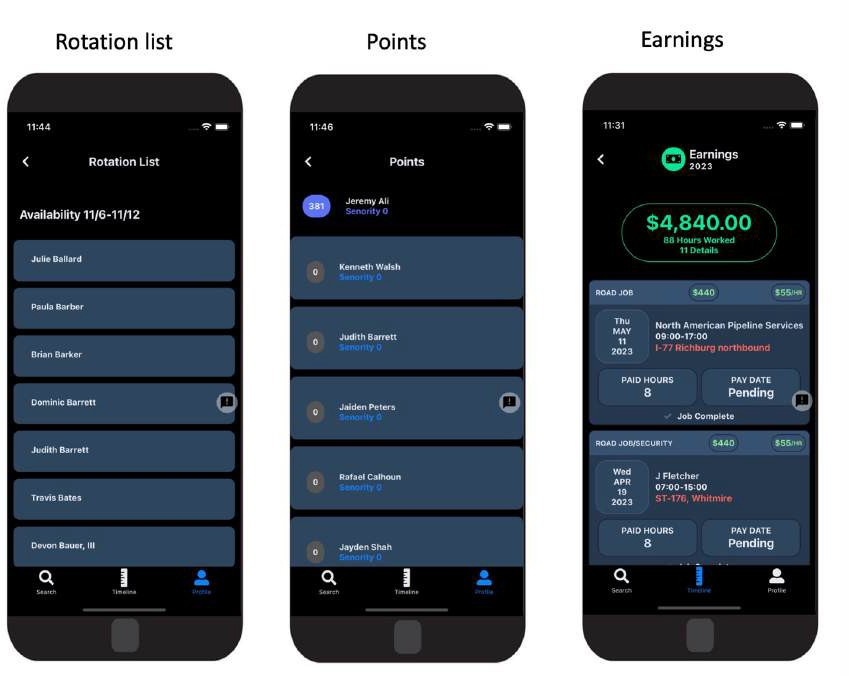 Rotation list
11:44
Rotation List
Availability 11/6-11/12
Julie Ballard
Paula Barber
Brian Barker
Dominic Barrett
Judith Barrett
Travis Bates
Devon Bauer, III
Search
Timeline
Profile
Points
11:46
Points
381
Jeremy Ali
Senority 0
0
Kenneth Walsh
Senority 0
0
Judith Barrett
Senority 0
0
Jaiden Peters
Senority 0
0
Rafael Calhoun
Senority 0
0
Jayden Shah
Senority 0
Search
Timeline
Profile
Earnings
11:31
Earnings
2023
$4,840.00
88 Hours Worked
11 Details
ROAD JOB $440 $55/HR
Thu
MAY
11
2023
North American Pipeline Services
09:00-17:00
I-77 Richburg northbound
PAID HOURS
8
PAY DATE
Pending
Job Complete
ROAD JOB/SECURITY $440 $55/HR
Wed
APR
19
2023
J Fletcher
07:00-15:00
ST-176, Whitmire
PAID HOURS
8
PAY DATE
Pending
Search
Timeline
Profile